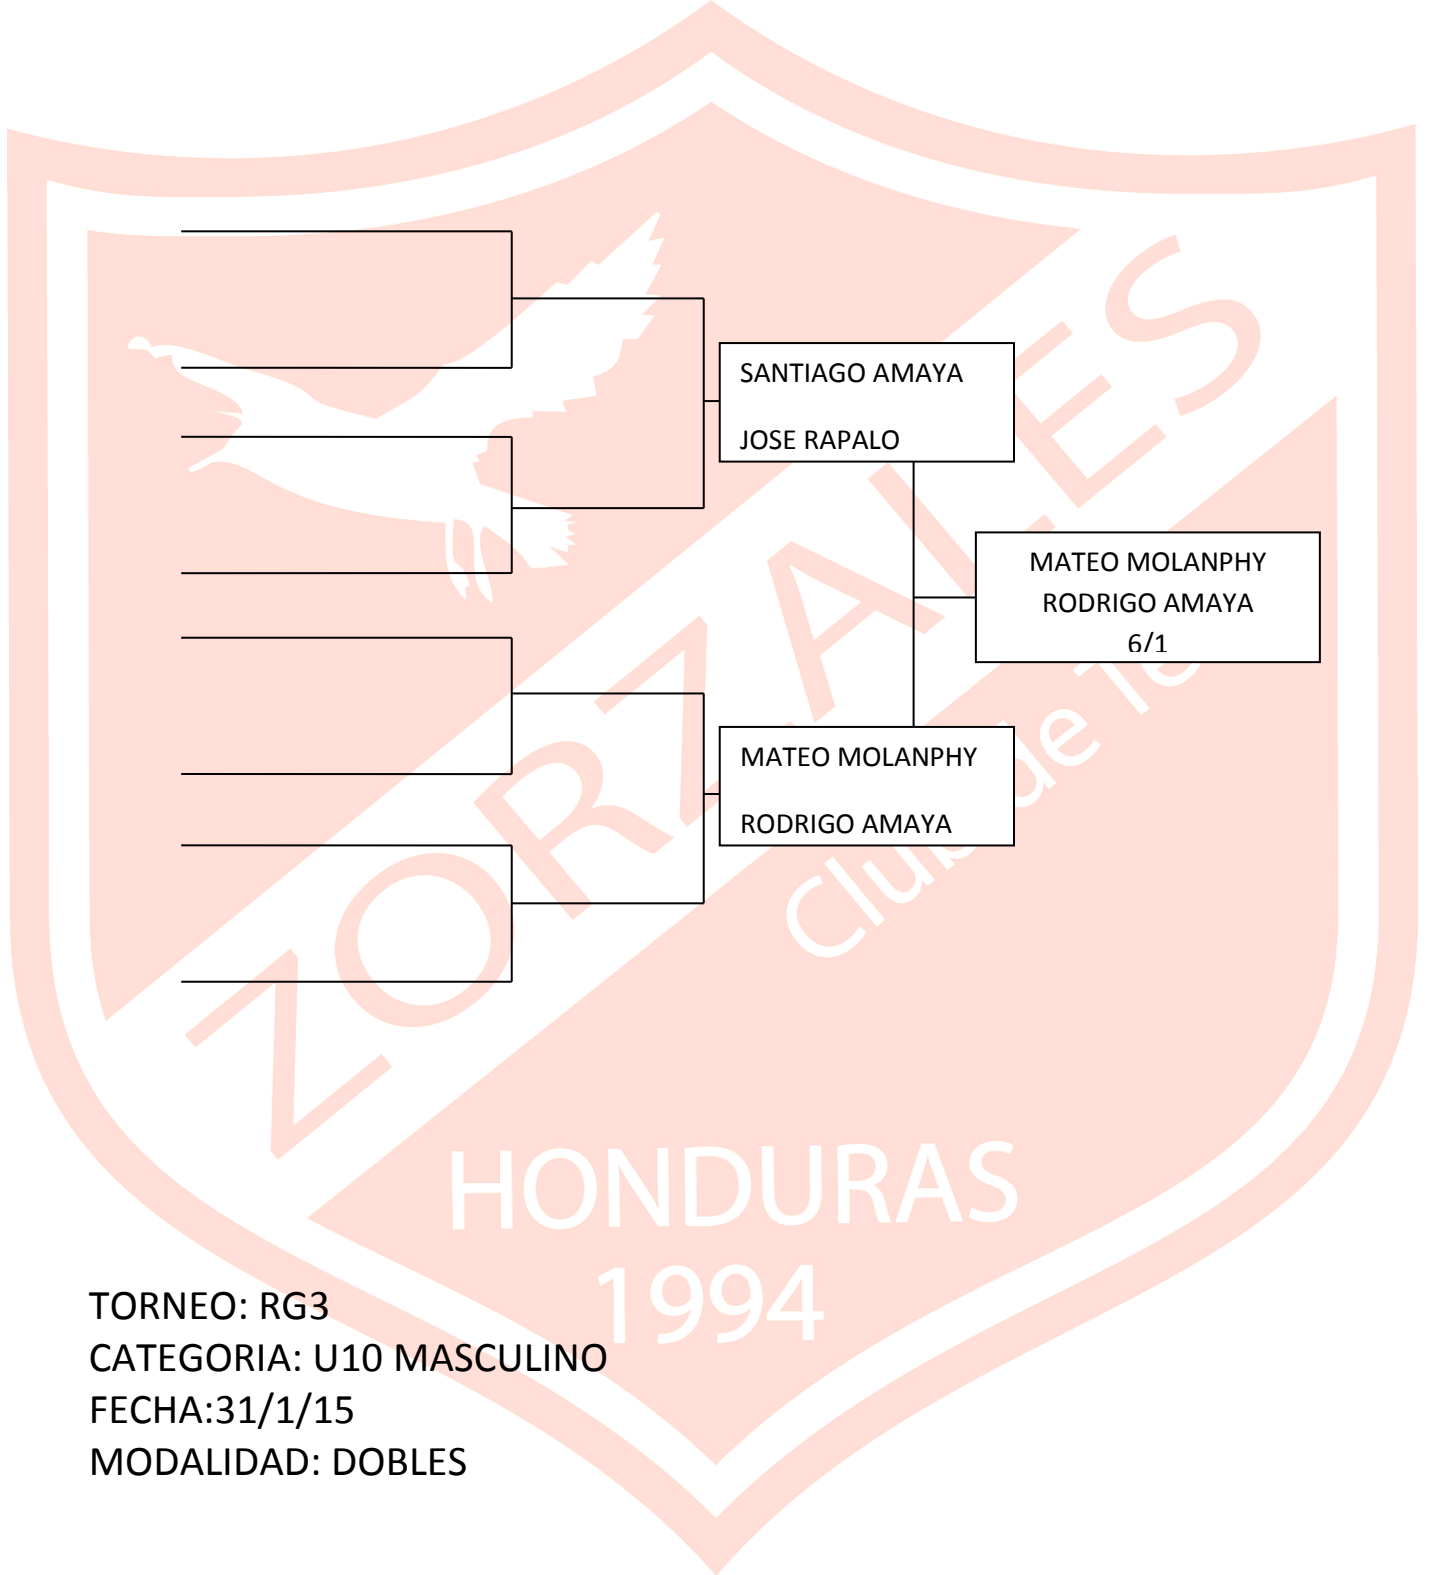 SANTIAGO AMAYA
JOSE RAPALO
MATEO MOLANPHY
RODRIGO AMAYA
6/1
MATEO MOLANPHY
RODRIGO AMAYA
ZORZALES
Club de
HONDURAS
1994
TORNEO: RG3
CATEGORIA: U10 MASCULINO
FECHA:31/1/15
MODALIDAD: DOBLES